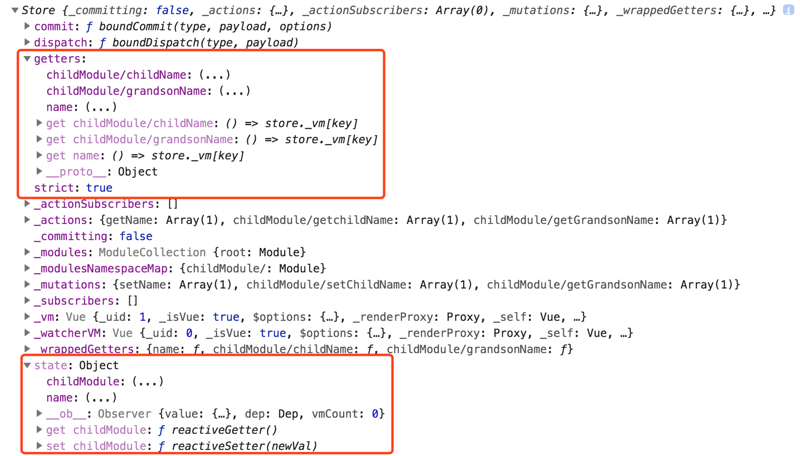 Store {_committing: false, _actions: {…}, _actionSubscribers: Array(0), _mutations: {…}, _wrappedGetters: {…}, …} i
commit: ƒ boundCommit(type, payload, options)
dispatch: ƒ boundDispatch(type, payload)
getters:
childModule/childName: (...)
childModule/grandsonName: (...)
name: (...)
get childModule/childName: () => store._vm[key]
get childModule/grandsonName: () => store._vm[key]
get name: () => store._vm[key]
__proto__: Object
strict: true
_actionSubscribers: []
_actions: {getName: Array(1), childModule/getchildName: Array(1), childModule/getGrandsonName: Array(1)}
_committing: false
_modules: ModuleCollection {root: Module}
_modulesNamespaceMap: {childModule/: Module}
_mutations: {setName: Array(1), childModule/setChildName: Array(1), childModule/getGrandsonName: Array(1)}
_subscribers: []
_vm: Vue {_uid: 1, _isVue: true, $options: {…}, _renderProxy: Proxy, _self: Vue, …}
_watcherVM: Vue {_uid: 0, _isVue: true, $options: {…}, _renderProxy: Proxy, _self: Vue, …}
_wrappedGetters: {name: ƒ, childModule/childName: ƒ, childModule/grandsonName: ƒ}
state: Object
childModule: (...)
name: (...)
__ob__: Observer {value: {…}, dep: Dep, vmCount: 0}
get childModule: ƒ reactiveGetter()
set childModule: ƒ reactiveSetter(newVal)